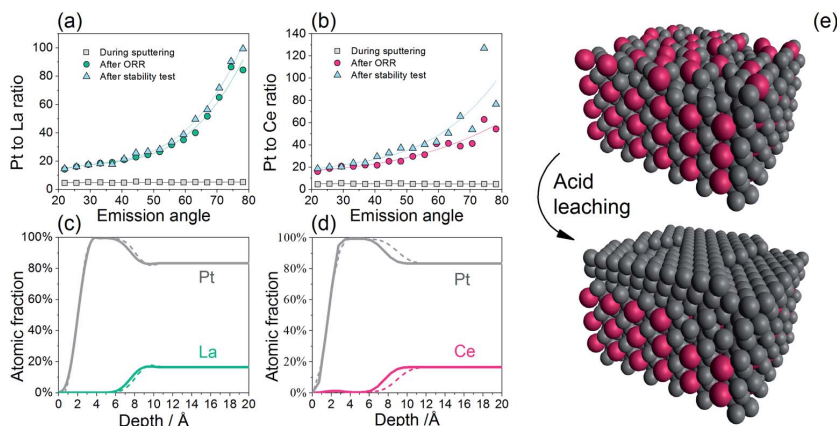 (a)
Pt to La ratio
100
80
60
40
20
0
During sputtering
After ORR
After stability test
20 30 40 50 60 70 80
Emission angle
(b)
Pt to Ce ratio
140
120
100
80
60
40
20
0
During sputtering
After ORR
After stability test
20 30 40 50 60 70 80
Emission angle
(c)
Atomic fraction
100%
80%
60%
40%
20%
0%
Pt
La
0 2 4 6 8 10 12 14 16 18 20
Depth / Å
(d)
Atomic fraction
100%
80%
60%
40%
20%
0%
Pt
Ce
0 2 4 6 8 10 12 14 16 18 20
Depth /Å
(e)
Acid
leaching